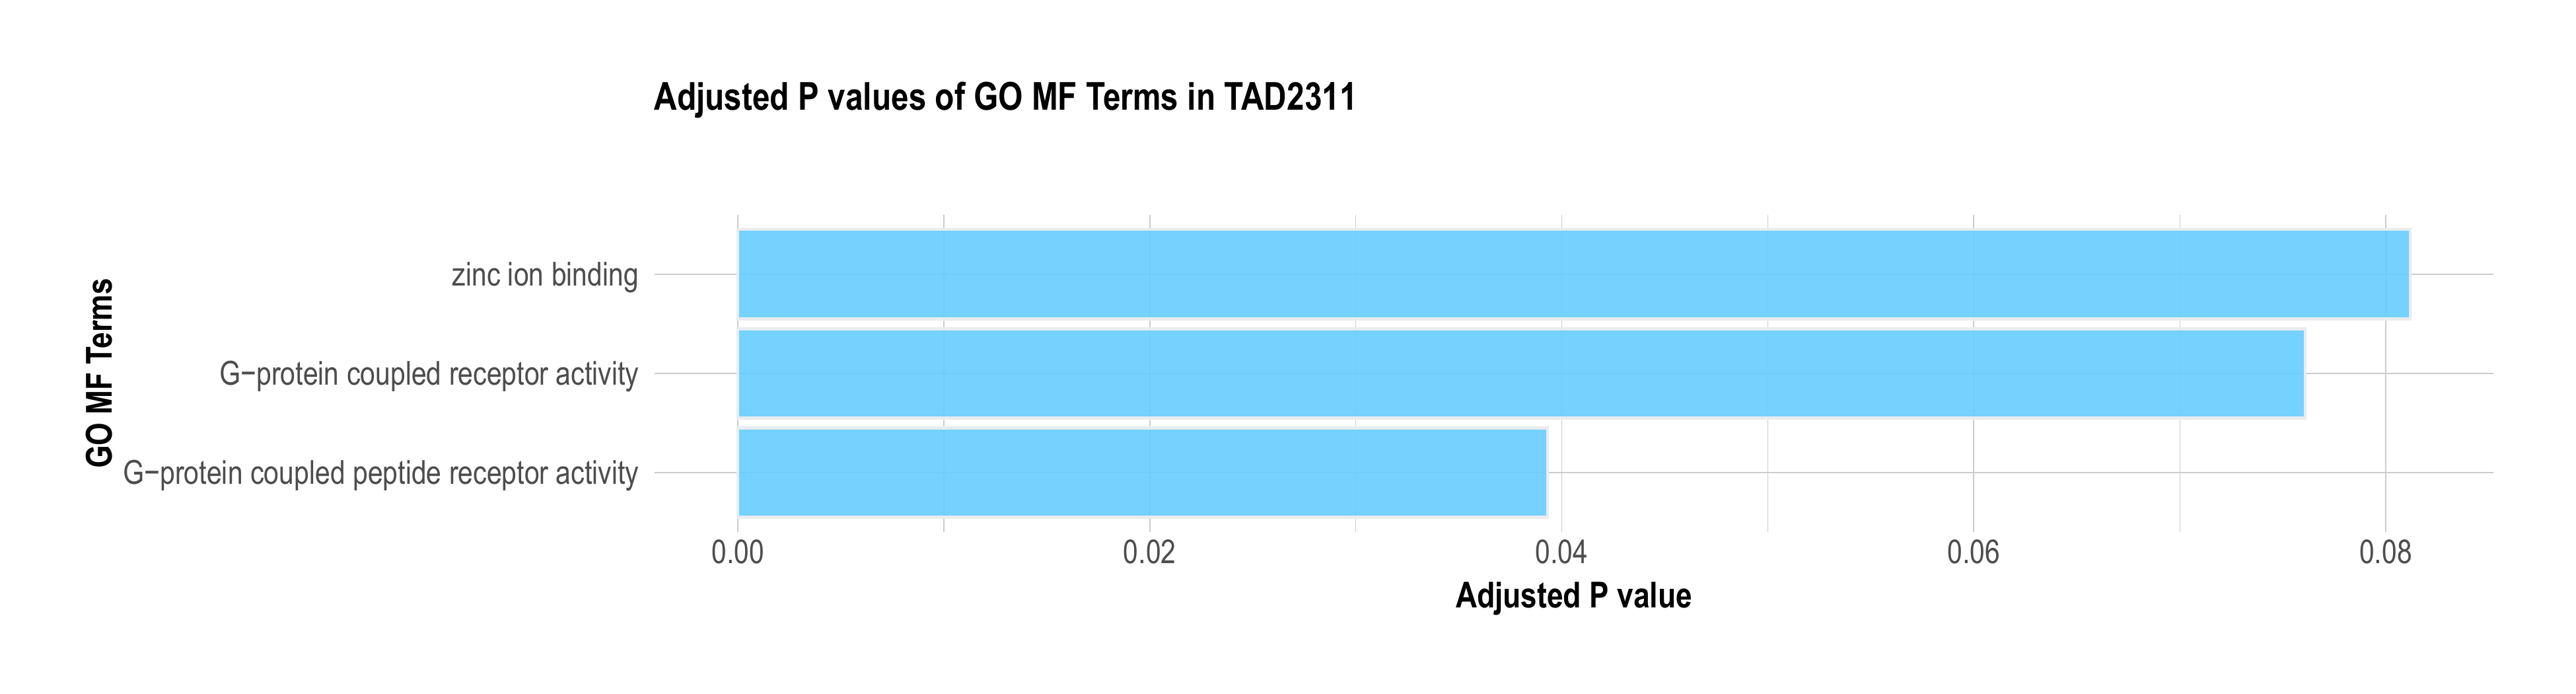 Adjusted P values of GO MF Terms in TAD2311
GO MF Terms
zinc ion binding
G−protein coupled receptor activity
G−protein coupled peptide receptor activity
0.00 0.02 0.04 0.06 0.08
Adjusted P value